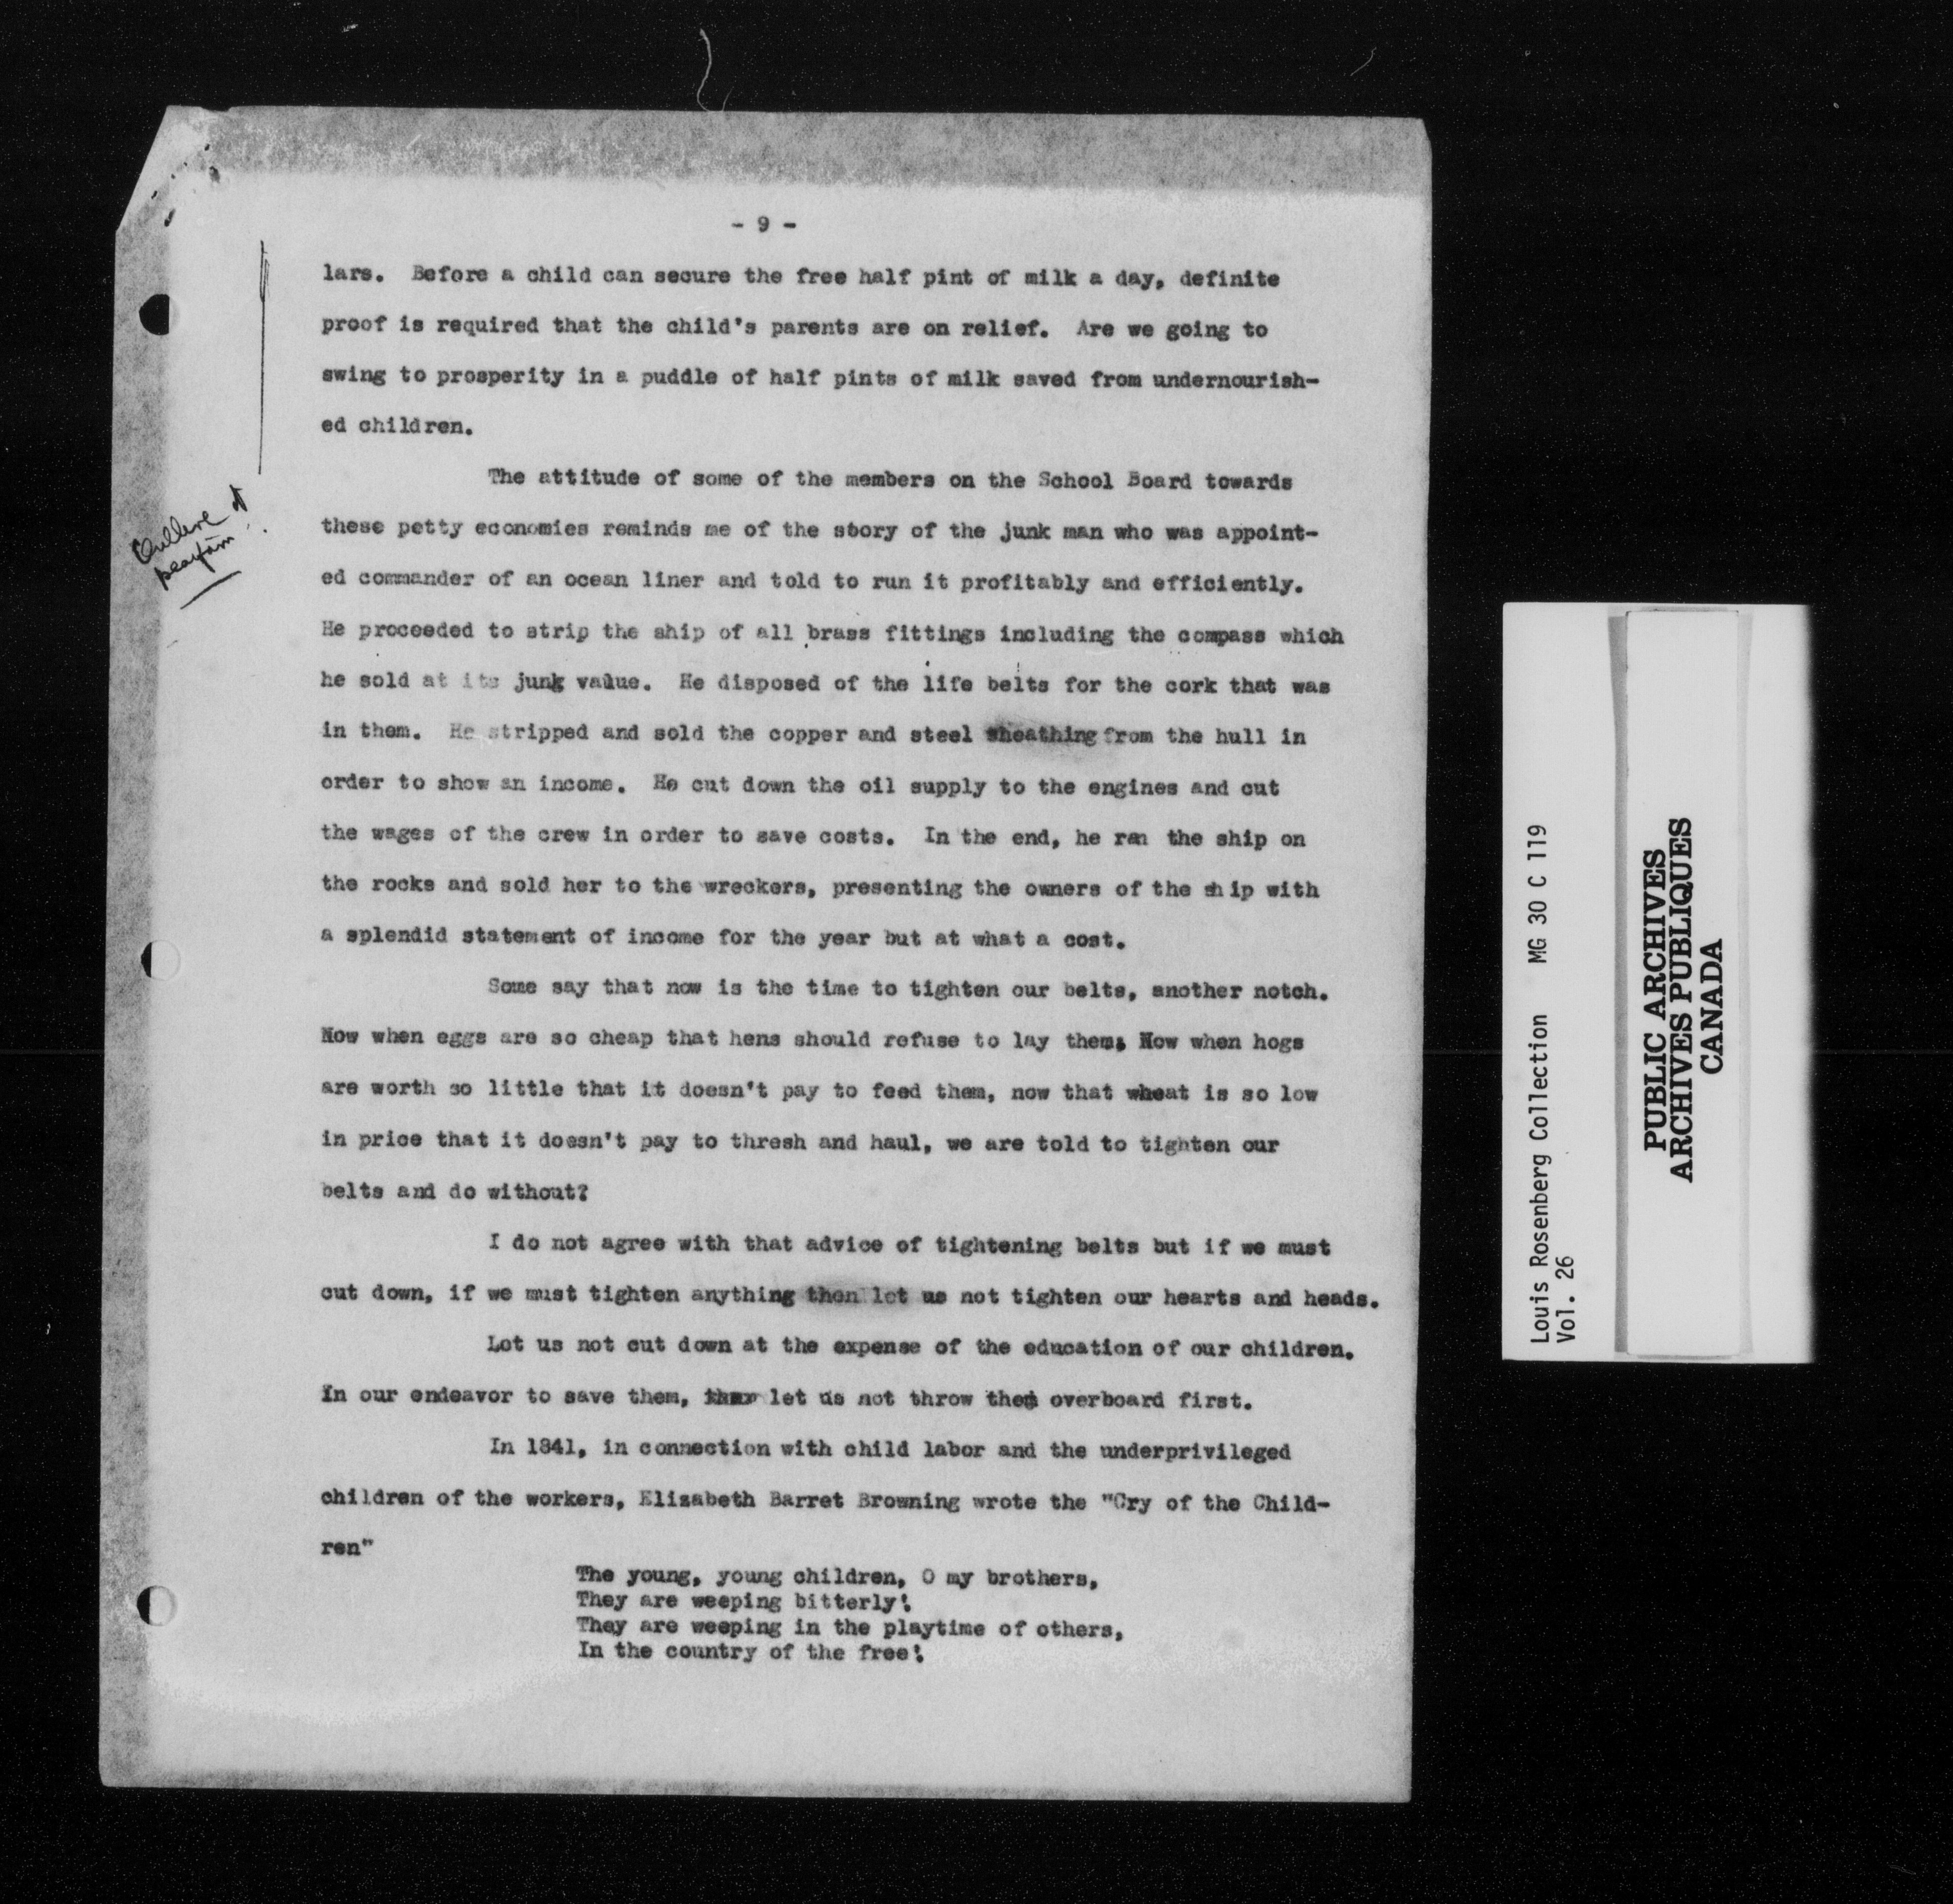 - 9 -
lars. Before a child can secure the free half pint of milk a day, definite
proof is required that the child's parents are on relief. Are we going to
swing to prosperity in a puddle of half pints of milk saved from undernourish-
ed children.
The attitude of some of the members on the School Board towards
these petty economies reminds me of the story of the junk man who was appoint-
ed commander of an ocean liner and told to run it profitably and efficiently.
He proceeded to strip the ship of all brass fittings including the compass which
he sold at its junk value. He disposed of the life belts for the cork that was
in them. He stripped and sold the copper and steel sheathing from the hull in
order to show an income. He cut down the oil supply to the engines and cut
the wages of the crew in order to save costs. In the end, he ran the ship on
the rocks and sold her to the wreckers, presenting the owners of the ship with
a splendid statement of income for the year but at what a cost.
Some say that now is the time to tighten our belts, another notch.
Now when eggs are so cheap that hens should refuse to lay them; Now when hogs
are worth so little that it doesn't pay to feed them, now that wheat is so low
in price that it doesn't pay to thresh and haul, we are told to tighten our
belts and do without?
I do not agree with that advice of tightening belts but if we must
cut down, if we must tighten anything then let us not tighten our hearts and heads.
Let us not cut down at the expense of the education of our children.
In our endeavor to save them, let us not throw them overboard first.
In 1841, in connection with child labor and the underprivileged
children of the workers, Elizabeth Barret Browning wrote the "Cry of the Child-
ren"
The young, young children, O my brothers,
They are weeping bitterly!
They are weeping in the playtime of others,
In the country of the free!
Louis Rosenberg Collection MG 30 C 119
Vol. 26
PUBLIC ARCHIVES
ARCHIVES PUBLIQUES
CANADA